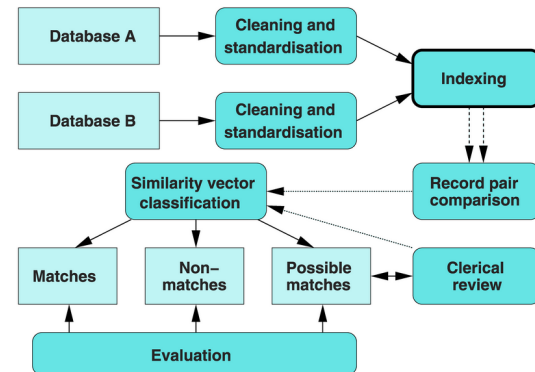 Database A
Cleaning and
standardisation
Indexing
Database B
Cleaning and
standardisation
Similarity vector
classification
Record pair
comparison
Matches
Non–
matches
Possible
matches
Clerical
review
Evaluation